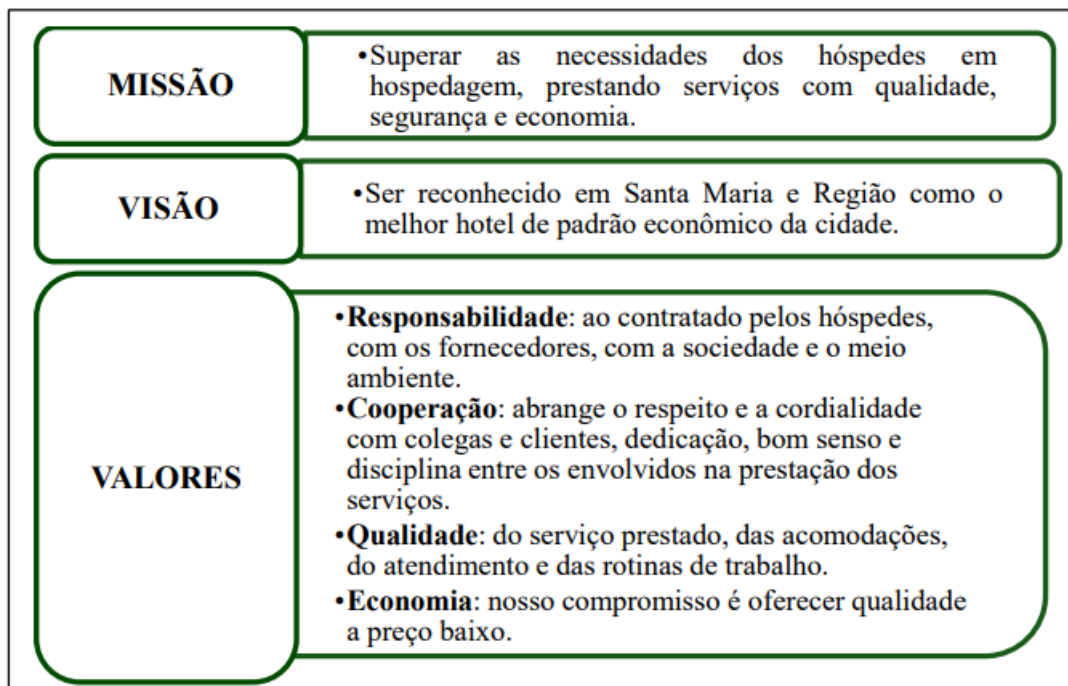 MISSÃO
•Superar as necessidades dos hóspedes em
hospedagem, prestando serviços com qualidade,
segurança e economia.
VISÃO
•Ser reconhecido em Santa Maria e Região como o
melhor hotel de padrão econômico da cidade.
VALORES
•Responsabilidade: ao contratado pelos hóspedes,
com os fornecedores, com a sociedade e o meio
ambiente.
•Cooperação: abrange o respeito e a cordialidade
com colegas e clientes, dedicação, bom senso e
disciplina entre os envolvidos na prestação dos
serviços.
•Qualidade: do serviço prestado, das acomodações,
do atendimento e das rotinas de trabalho.
•Economia: nosso compromisso é oferecer qualidade
a preço baixo.